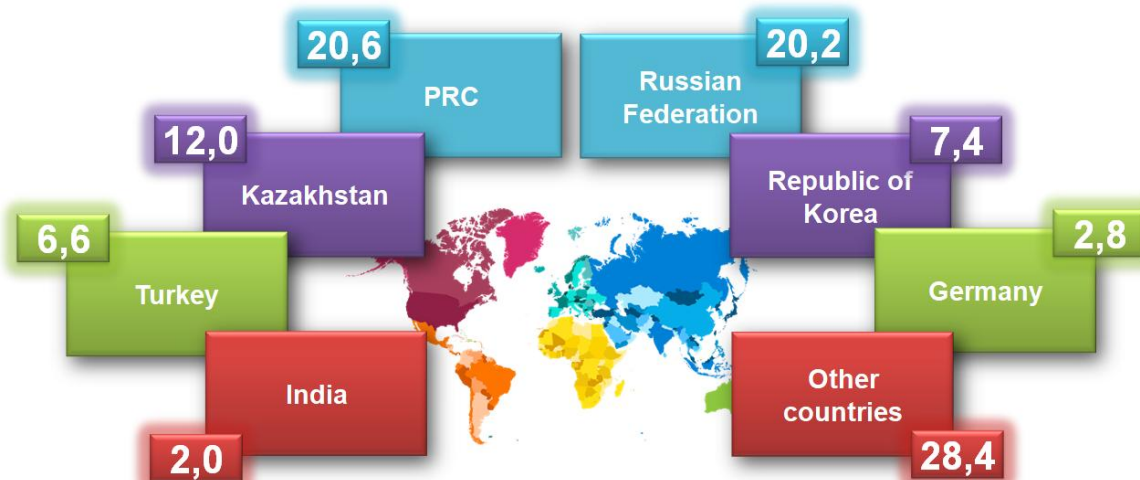 20,6
PRC
20,2
Russian
Federation
12,0
Kazakhstan
7,4
Republic of
Korea
6,6
Turkey
2,8
Germany
India
2,0
Other
countries
28,4